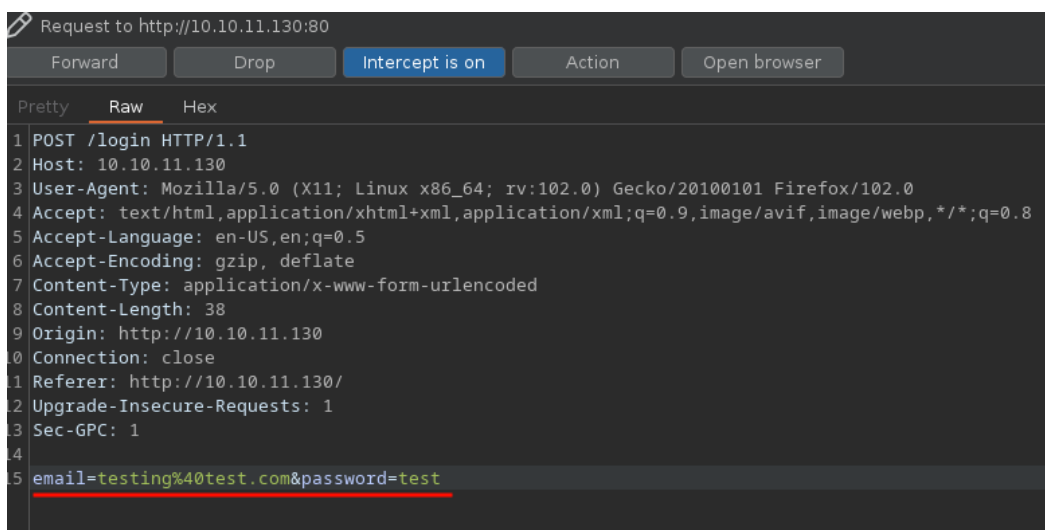 Request to http://10.10.11.130:80
Forward Drop Intercept is on Action Open browser
Pretty Raw Hex
1 POST /login HTTP/1.1
2 Host: 10.10.11.130
3 User-Agent: Mozilla/5.0 (X11; Linux x86_64; rv:102.0) Gecko/20100101 Firefox/102.0
4 Accept: text/html,application/xhtml+xml,application/xml;q=0.9,image/avif,image/webp,*/*;q=0.8
5 Accept-Language: en-US,en;q=0.5
6 Accept-Encoding: gzip, deflate
7 Content-Type: application/x-www-form-urlencoded
8 Content-Length: 38
9 Origin: http://10.10.11.130
10 Connection: close
11 Referer: http://10.10.11.130/
12 Upgrade-Insecure-Requests: 1
13 Sec-GPC: 1
14
15 email=testing%40test.com&password=test